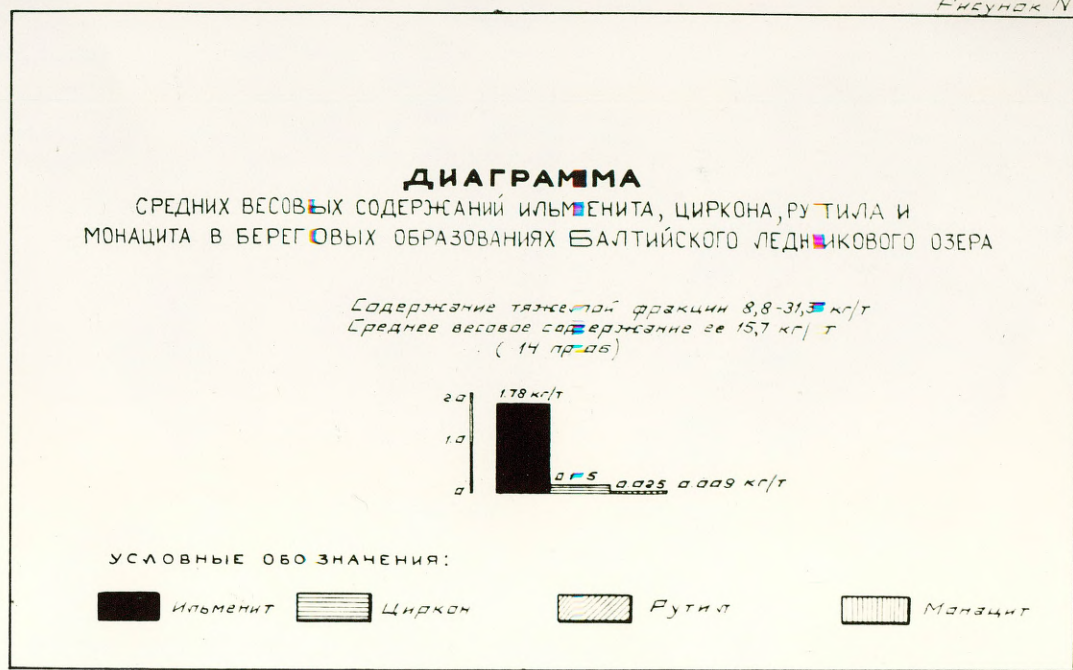 Рисунок N
ДИАГРАММА
СРЕДНИХ ВЕСОВЫХ СОДЕРЖАНИЙ ИЛЬМЕНИТА, ЦИРКОНА, РУТИЛА И
МОНАЦИТА В БЕРЕГОВЫХ ОБРАЗОВАНИЯХ БАЛТИЙСКОГО ЛЕДНИКОВОГО ОЗЕРА
Содержание тяжелой фракции 8,8-31,3 кг/т
Среднее весовое содержание ее 15,7 кг/т
(14 проб)
2.0
1.78 кг/т
1.0
0
0.025
0.009 кг/т
УСЛОВНЫЕ ОБОЗНАЧЕНИЯ:
Ильменит
Циркон
Рутил
Монацит